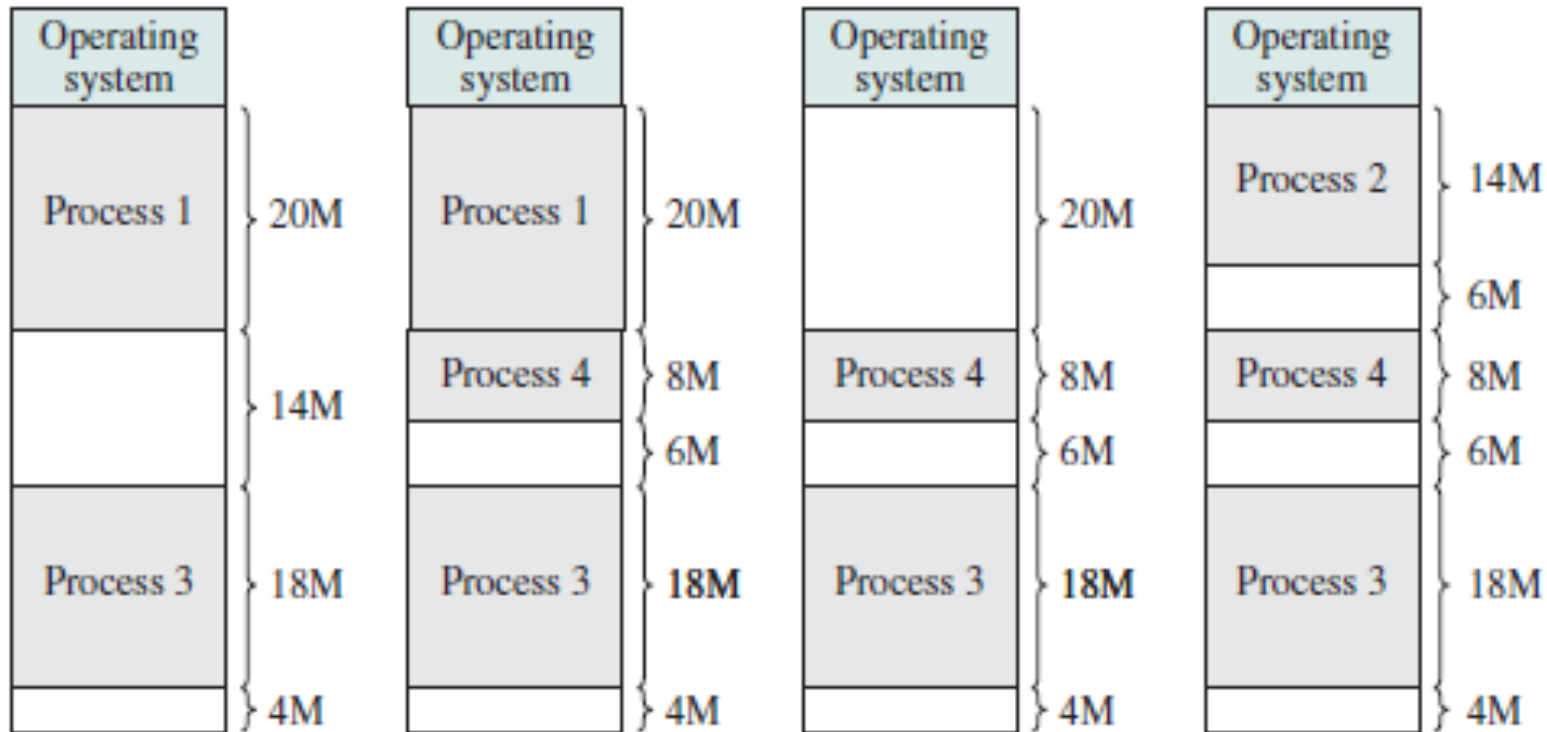 Operating
system
Process 1
20M
14M
Process 3
18M
4M
Operating
system
Process 1
20M
Process 4
8M
6M
Process 3
18M
4M
Operating
system
20M
Process 4
8M
6M
Process 3
18M
4M
Operating
system
Process 2
14M
6M
Process 4
8M
6M
Process 3
18M
4M